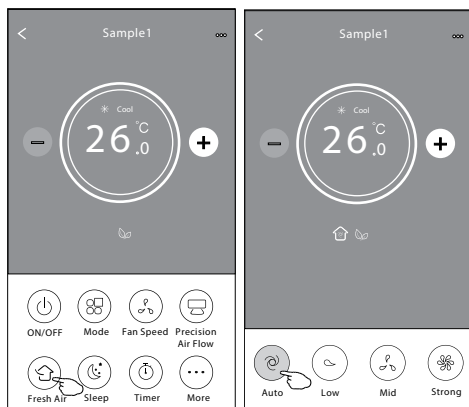 Sample1
Cool
26.0 °C
ON/OFF
Mode
Fan Speed
Precision
Air Flow
Fresh Air
Sleep
Timer
More
Sample1
Cool
26.0 °C
Auto
Low
Mid
Strong